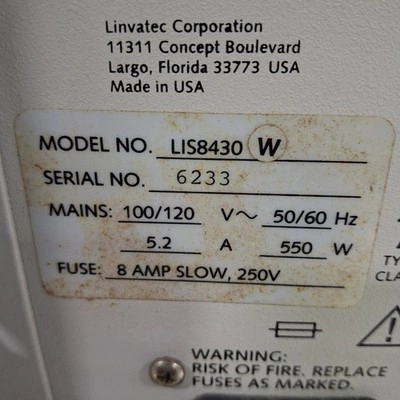 Linvatec Corporation
11311 Concept Boulevard
Largo, Florida 33773 USA
Made in USA
MODEL NO. LIS8430 W
SERIAL NO. 6233
MAINS: 100/120 V~ 50/60 Hz
5.2 A 550 W
FUSE: 8 AMP SLOW, 250V
WARNING:
RISK OF FIRE. REPLACE
FUSES AS MARKED.